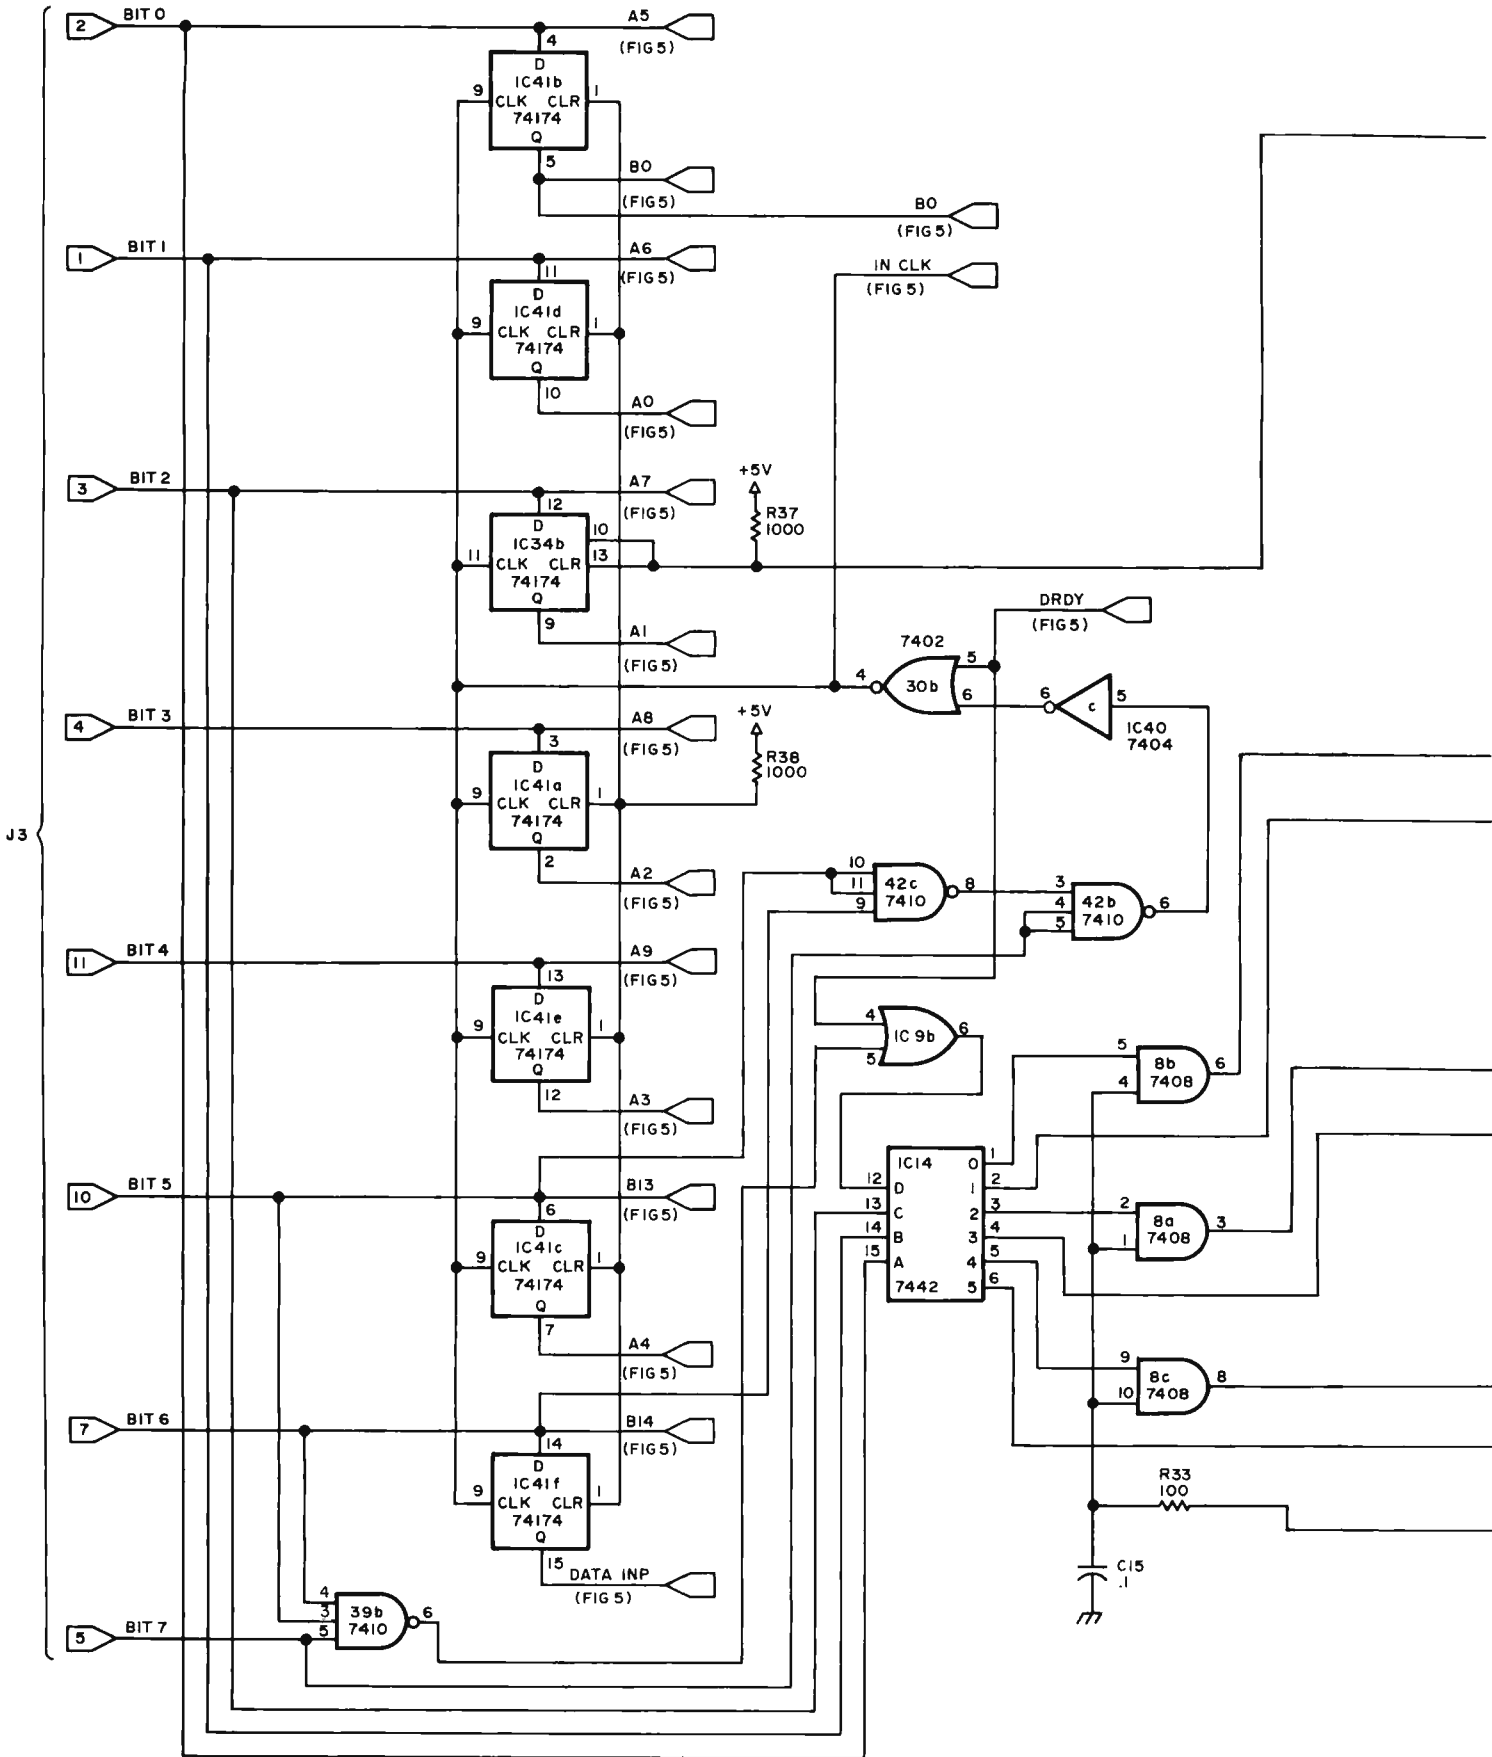 2 BIT 0 A5
(FIG 5)
4
D
IC41b
9 CLK CLR 1
74174
Q
5
B0
(FIG 5)
B0
(FIG 5)
1 BIT 1 A6
(FIG 5)
11
D
IC41d
9 CLK CLR 1
74174
Q
10
A0
(FIG 5)
IN CLK
(FIG 5)
3 BIT 2 A7
(FIG 5)
12
D
IC34b
10
11 CLK CLR 13
74174
Q
9
A1
(FIG 5)
+5V
R37
1000
DRDY
(FIG 5)
7402
4 30b 5
6
6 c 5
IC40
7404
4 BIT 3 A8
(FIG 5)
3
D
IC41a
9 CLK CLR 1
74174
Q
2
A2
(FIG 5)
+5V
R38
1000
J3
10
11 42c 8
9 7410
3
4 42b 6
5 7410
11 BIT 4 A9
(FIG 5)
13
D
IC41e
9 CLK CLR 1
74174
Q
12
A3
(FIG 5)
4
IC 9b 6
5
5
8b 6
4 7408
10 BIT 5 B13
(FIG 5)
6
D
IC41c
9 CLK CLR 1
74174
Q
7
A4
(FIG 5)
IC14 0 1
12 D 1 2
13 C 2 3
14 B 3 4
15 A 4 5
7442 5 6
2
8a 3
1 7408
9
8c 8
10 7408
7 BIT 6 B14
(FIG 5)
14
D
IC41f
9 CLK CLR 1
74174
Q
15 DATA INP
(FIG 5)
R33
100
C15
.1
4
3 39b 6
5 7410
5 BIT 7